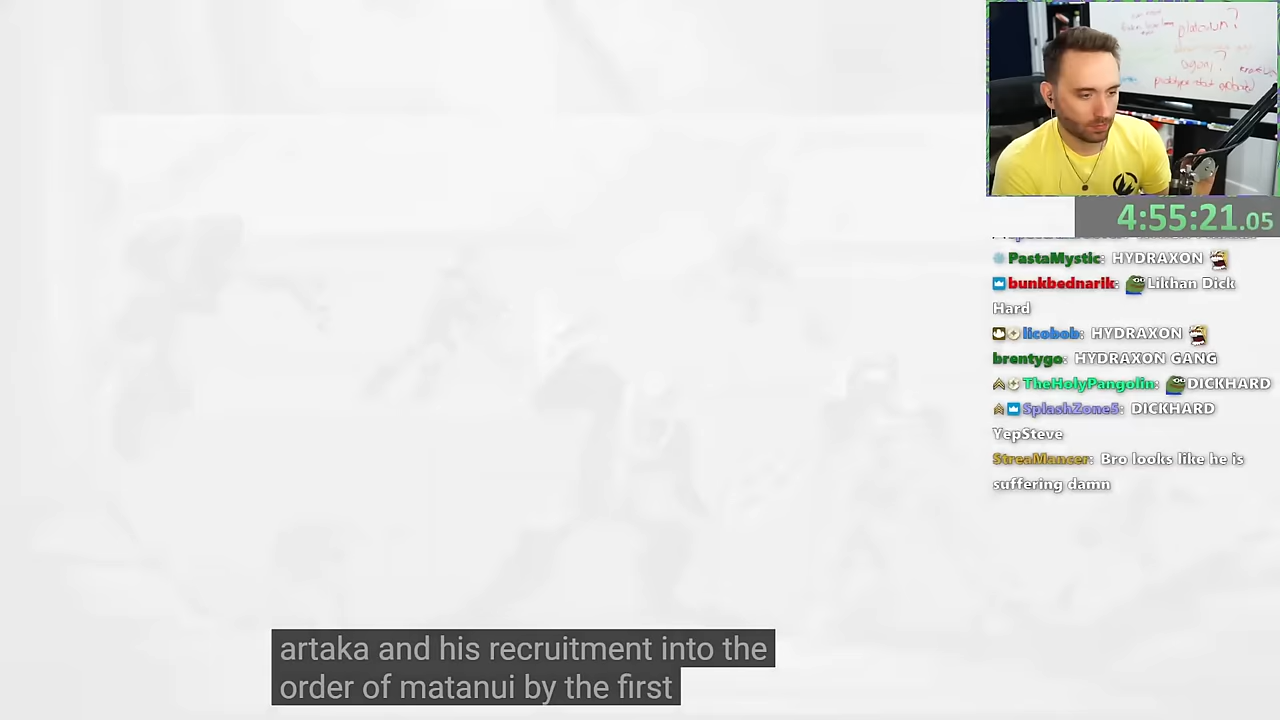 platoun?
?
4:55:21.05
PastaMystic: HYDRAXON
bunkbednarik: Likhan Dick
Hard
licobob: HYDRAXON
brentygo: HYDRAXON GANG
TheHolyPangolin: DICKHARD
SplashZone5: DICKHARD
YepSteve
StreaMancer: Bro looks like he is
suffering damn
artaka and his recruitment into the
order of matanui by the first